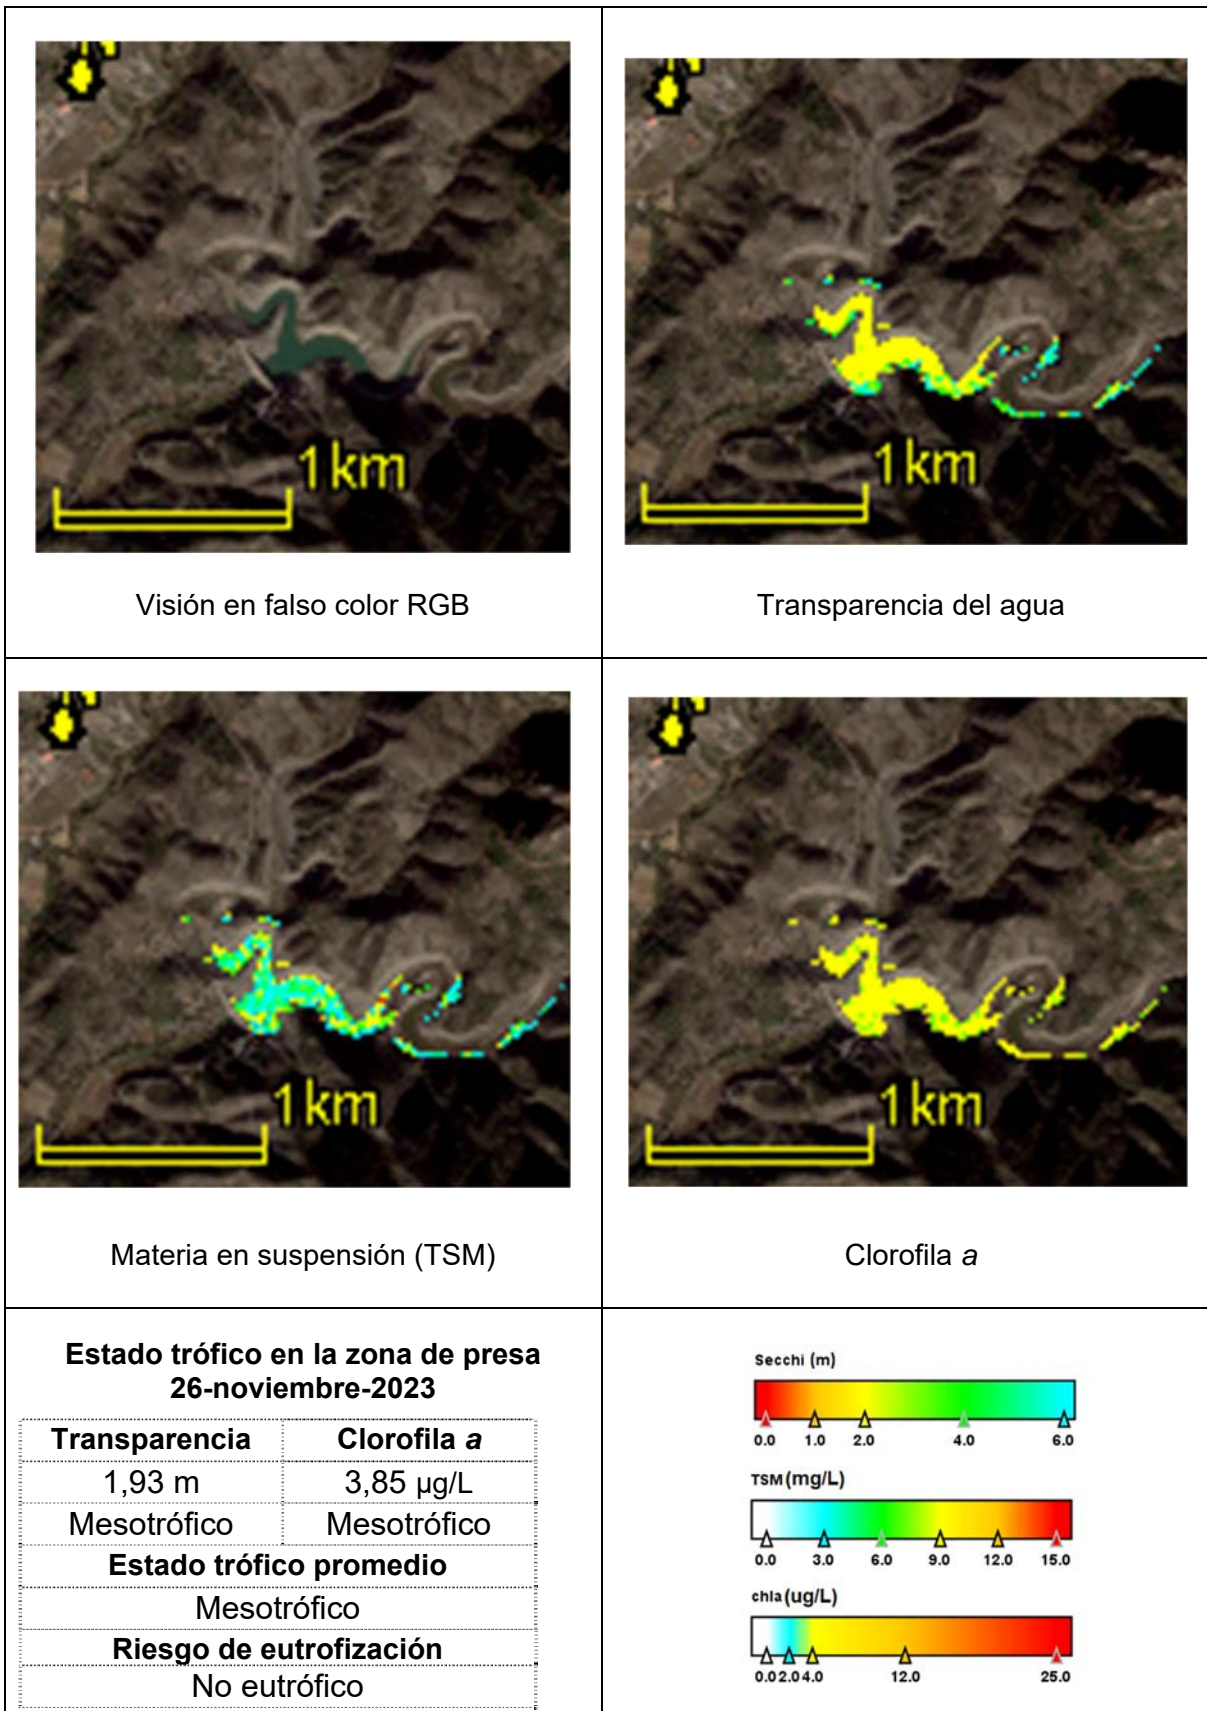 1 km
1 km
Visión en falso color RGB
Transparencia del agua
1 km
1 km
Materia en suspensión (TSM)
Clorofila a
Estado trófico en la zona de presa
26-noviembre-2023
Transparencia
Clorofila a
1,93 m
3,85 µg/L
Mesotrófico
Mesotrófico
Estado trófico promedio
Mesotrófico
Riesgo de eutrofización
No eutrófico
Secchi (m)
0.0 1.0 2.0 4.0 6.0
TSM (mg/L)
0.0 3.0 6.0 9.0 12.0 15.0
chla (ug/L)
0.0 2.0 4.0 12.0 25.0